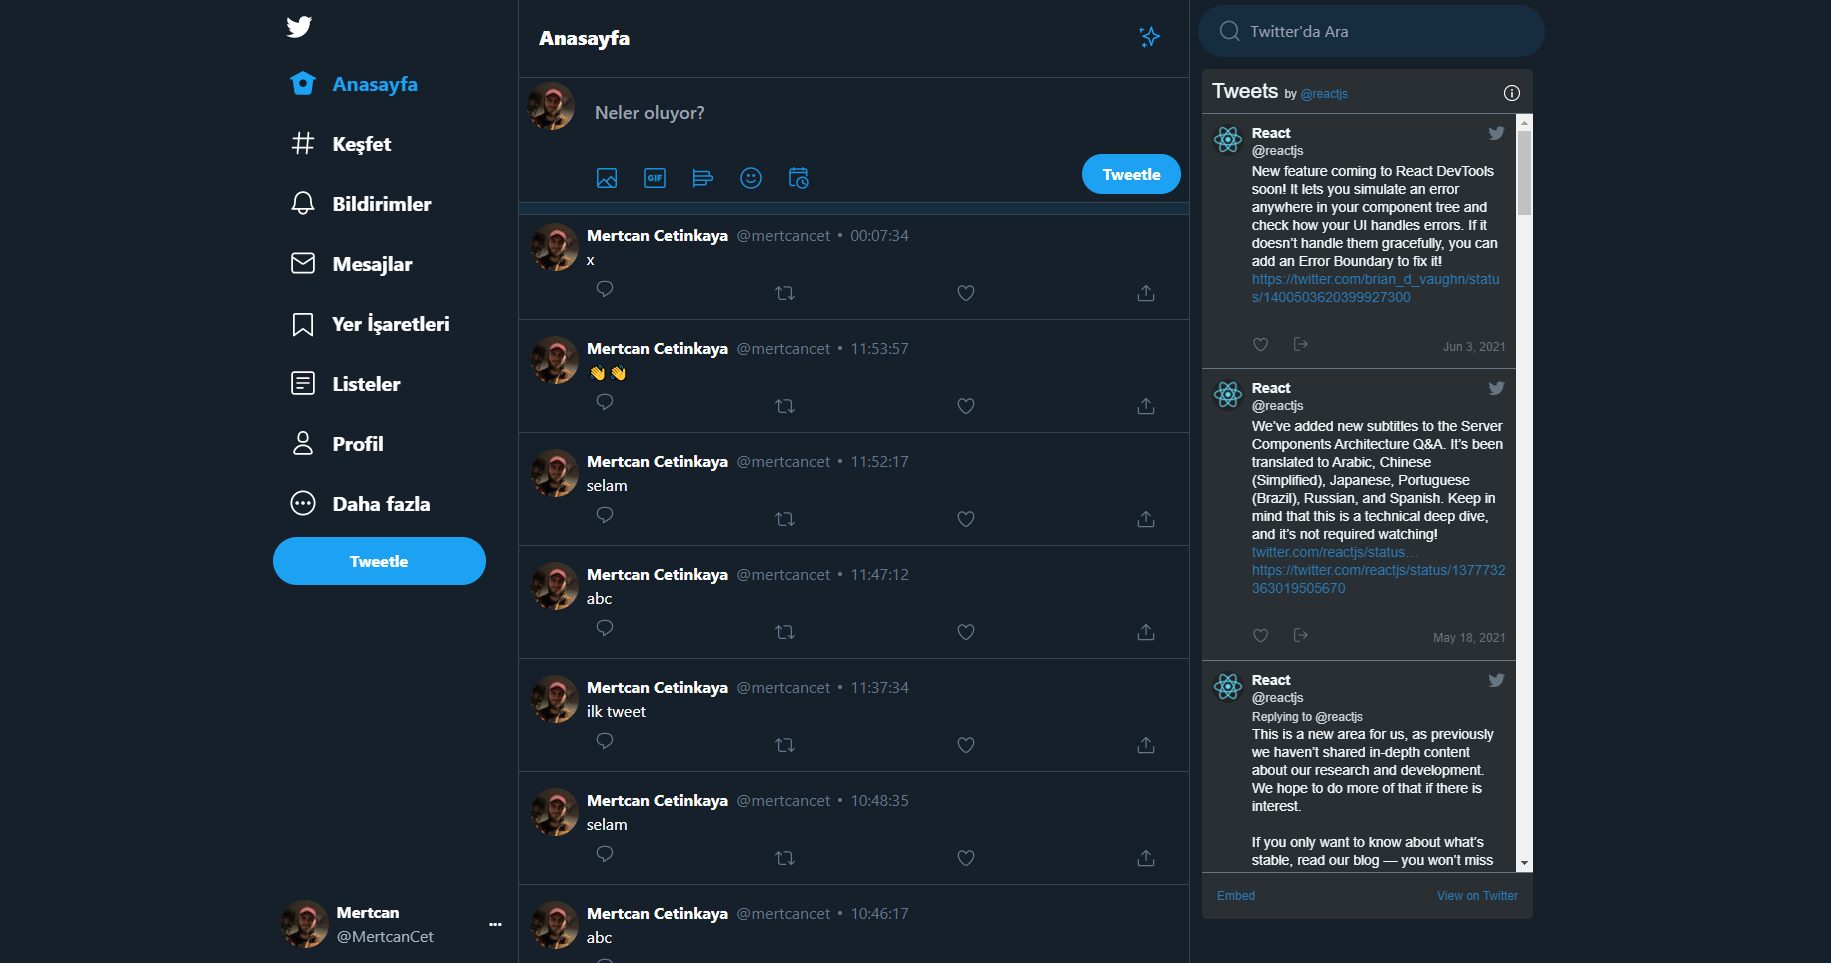 Anasayfa
Keşfet
Bildirimler
Mesajlar
Yer İşaretleri
Listeler
Profil
Daha fazla
Tweetle
Mertcan
@MertcanCet
Anasayfa
Neler oluyor?
GIF
Tweetle
Mertcan Cetinkaya @mertcancet • 00:07:34
x
Mertcan Cetinkaya @mertcancet • 11:53:57
👏👏
Mertcan Cetinkaya @mertcancet • 11:52:17
selam
Mertcan Cetinkaya @mertcancet • 11:47:12
abc
Mertcan Cetinkaya @mertcancet • 11:37:34
ilk tweet
Mertcan Cetinkaya @mertcancet • 10:48:35
selam
Mertcan Cetinkaya @mertcancet • 10:46:17
abc
Twitter'da Ara
Tweets by @reactjs
React
@reactjs
New feature coming to React DevTools
soon! It lets you simulate an error
anywhere in your component tree and
check how your UI handles errors. If it
doesn’t handle them gracefully, you can
add an Error Boundary to fix it!
https://twitter.com/brian_d_vaughn/statu
s/1400503620399927300
Jun 3, 2021
React
@reactjs
We’ve added new subtitles to the Server
Components Architecture Q&A. It’s been
translated to Arabic, Chinese
(Simplified), Japanese, Portuguese
(Brazil), Russian, and Spanish. Keep in
mind that this is a technical deep dive,
and it’s not required watching!
twitter.com/reactjs/status…
https://twitter.com/reactjs/status/1377732
363019505670
May 18, 2021
React
@reactjs
Replying to @reactjs
This is a new area for us, as previously
we haven’t shared in-depth content
about our research and development.
We hope to do more of that if there is
interest.
If you only want to know about what’s
stable, read our blog — you won’t miss
Embed
View on Twitter